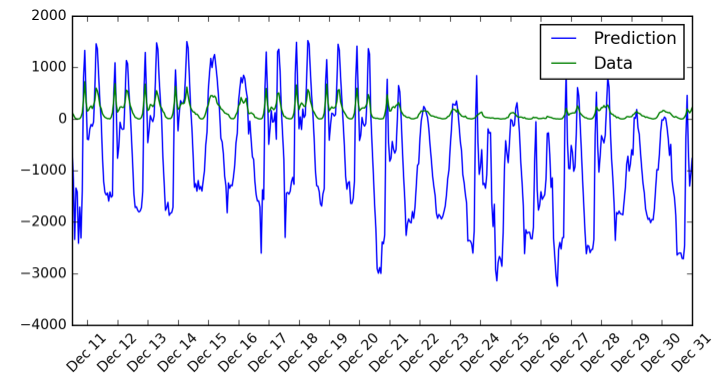 2000
1000
0
−1000
−2000
−3000
−4000
Prediction
Data
Dec 11
Dec 12
Dec 13
Dec 14
Dec 15
Dec 16
Dec 17
Dec 18
Dec 19
Dec 20
Dec 21
Dec 22
Dec 23
Dec 24
Dec 25
Dec 26
Dec 27
Dec 28
Dec 29
Dec 30
Dec 31